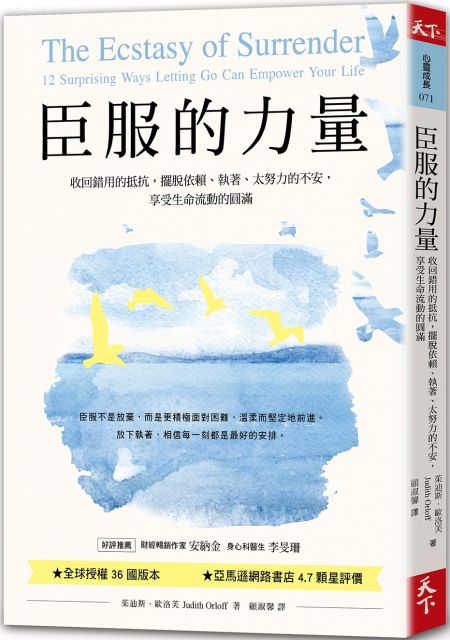 The Ecstasy of Surrender
12 Surprising Ways Letting Go Can Empower Your Life
臣服的力量
收回錯用的抵抗，擺脫依賴、執著、太努力的不安，
享受生命流動的圓滿
臣服不是放棄，而是更積極面對困難，溫柔而堅定地前進。
放下執著，相信每一刻都是最好的安排。
好評推薦 財經暢銷作家 安納金 身心科醫生 李旻珊
★全球授權 36 國版本 ★亞馬遜網路書店 4.7 顆星評價
茱迪斯・歐洛芙 Judith Orloff 著 顧淑馨 譯
天下
心靈成長
071
臣服的力量
收回錯用的抵抗，擺脫依賴、執著、太努力的不安，
享受生命流動的圓滿
茱迪斯・歐洛芙 著
Judith Orloff
顧淑馨 譯
天下